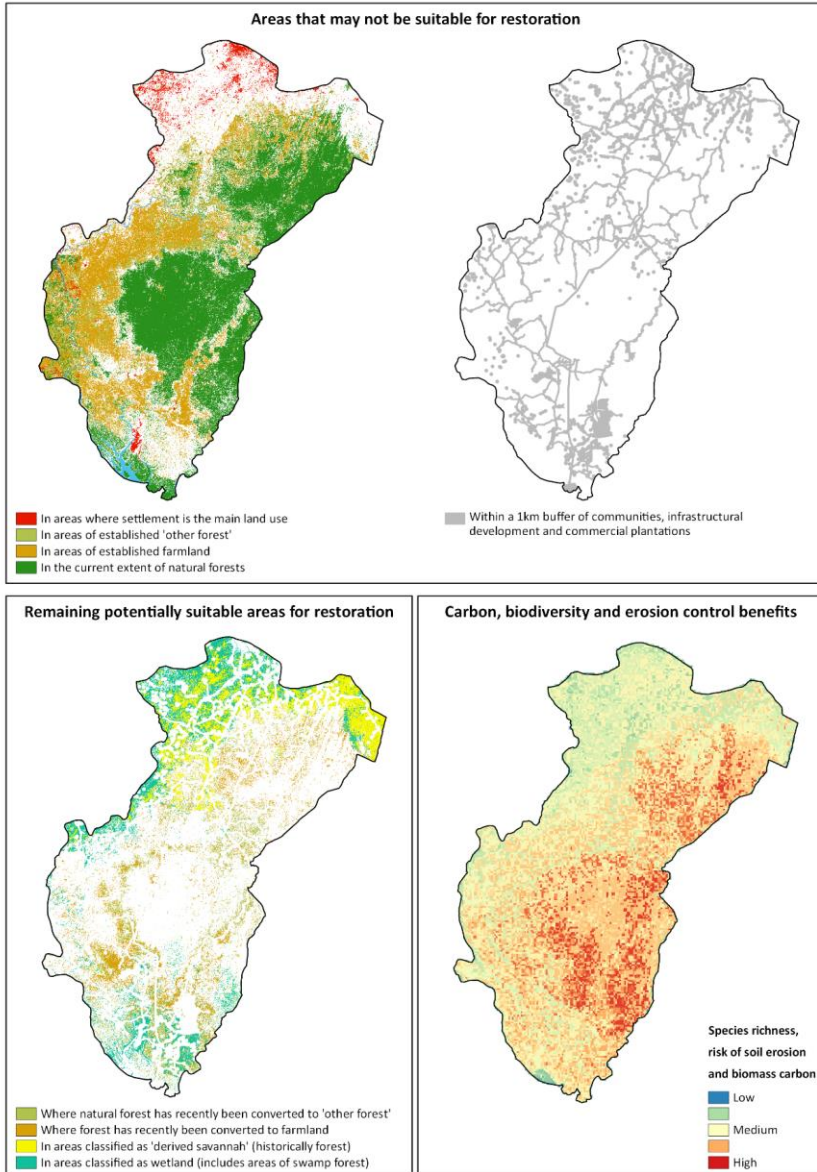 Areas that may not be suitable for restoration
In areas where settlement is the main land use
In areas of established 'other forest'
In areas of established farmland
In the current extent of natural forests
Within a 1km buffer of communities, infrastructural
development and commercial plantations
Remaining potentially suitable areas for restoration
Where natural forest has recently been converted to 'other forest'
Where forest has recently been converted to farmland
In areas classified as 'derived savannah' (historically forest)
In areas classified as wetland (includes areas of swamp forest)
Carbon, biodiversity and erosion control benefits
Species richness,
risk of soil erosion
and biomass carbon
Low
Medium
High